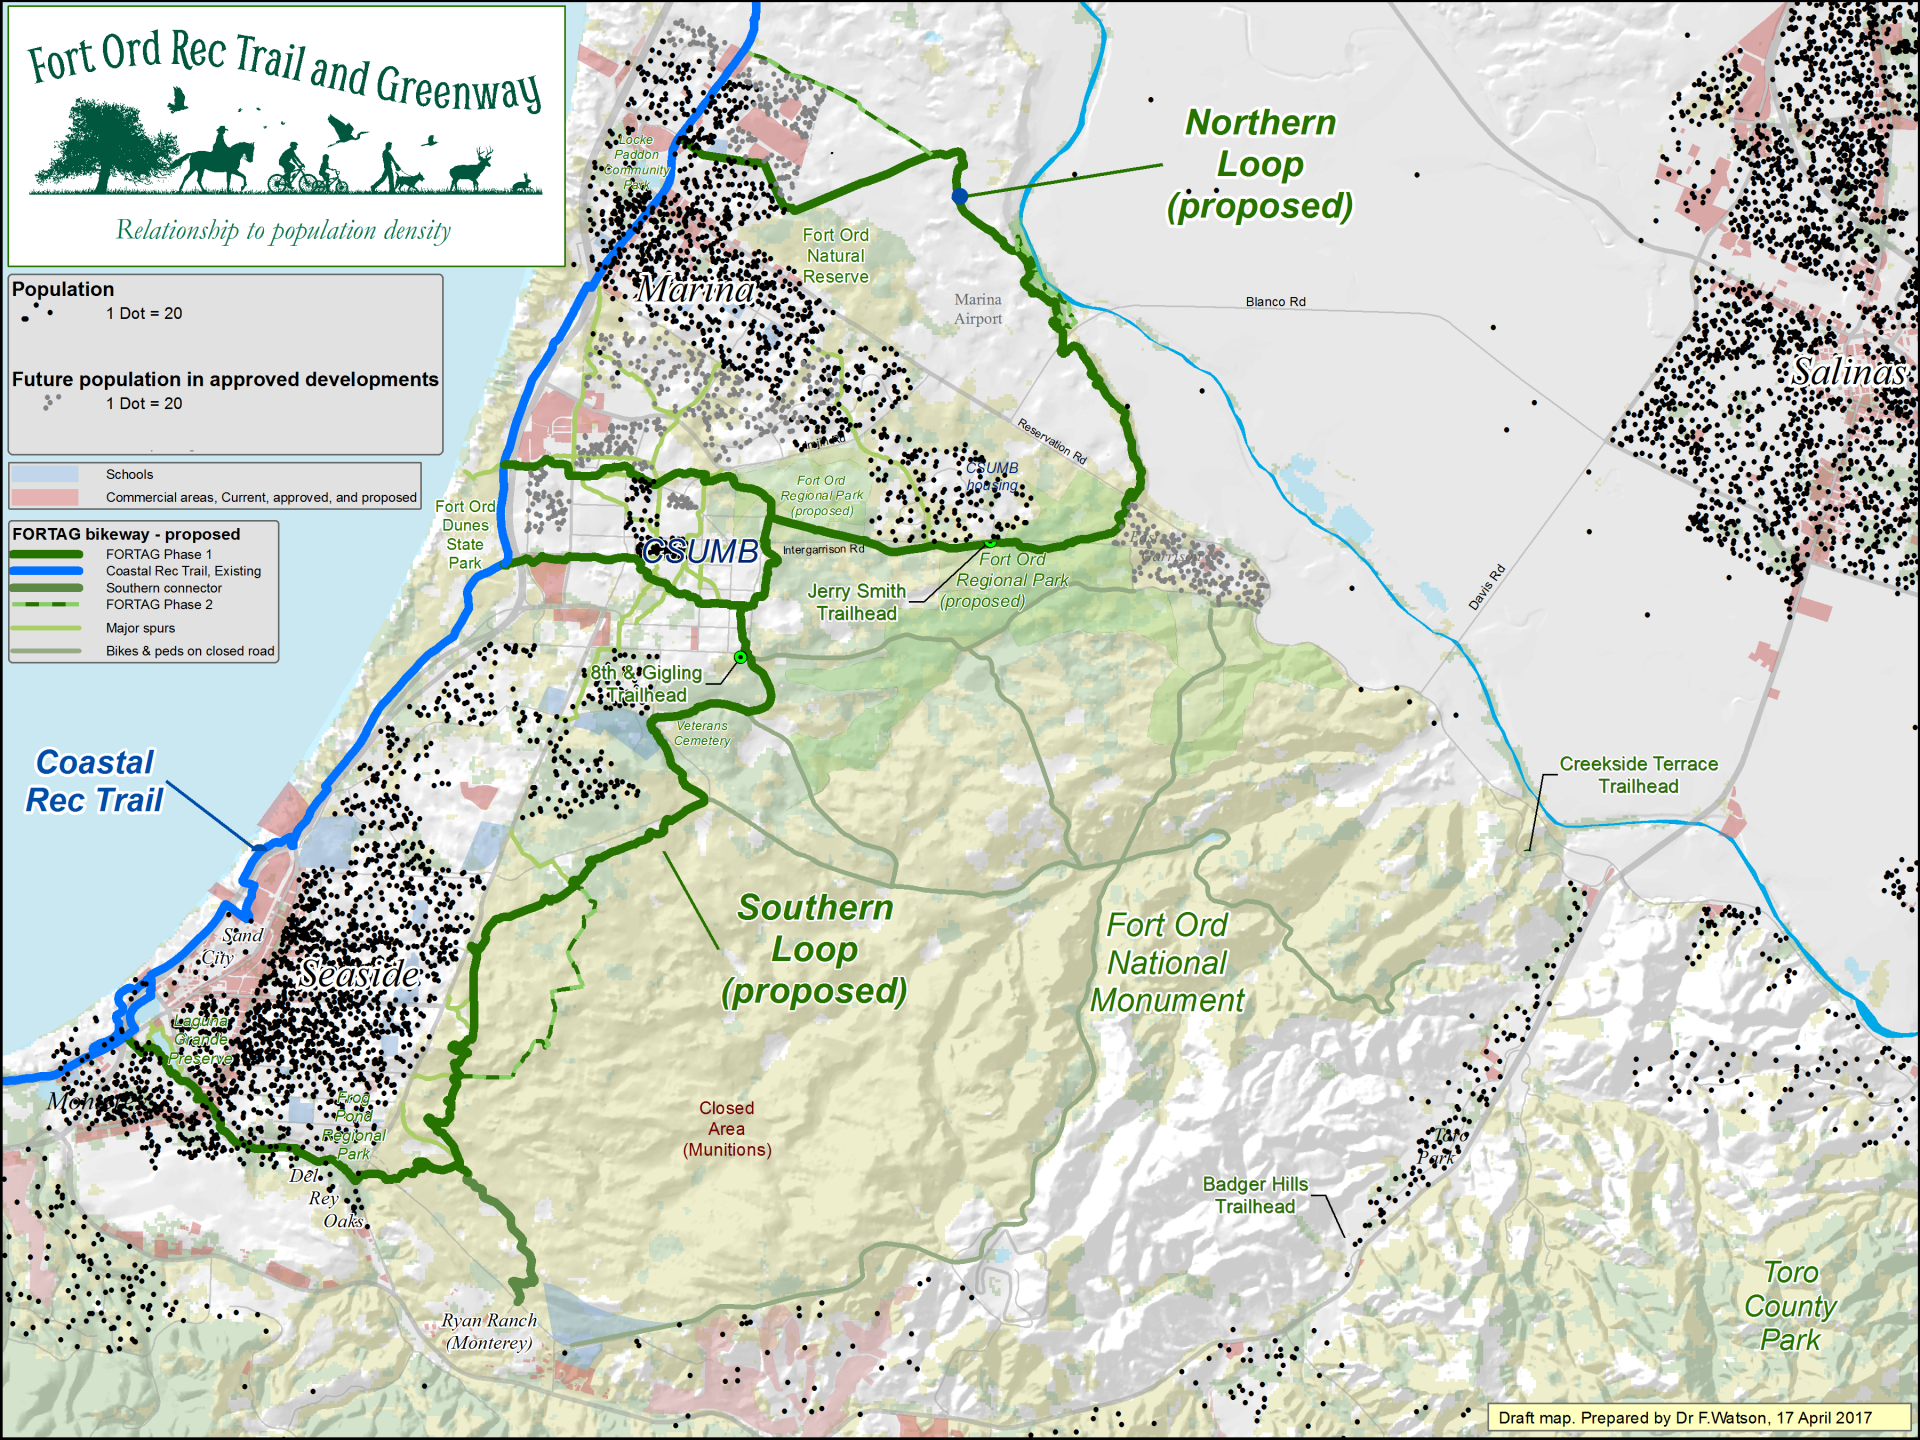 Fort Ord Rec Trail and Greenway
Relationship to population density
Population
1 Dot = 20
Future population in approved developments
1 Dot = 20
Schools
Commercial areas, Current, approved, and proposed
FORTAG bikeway - proposed
FORTAG Phase 1
Coastal Rec Trail, Existing
Southern connector
FORTAG Phase 2
Major spurs
Bikes & peds on closed road
Locke
Paddon
Community
Park
Northern
Loop
(proposed)
Fort Ord
Natural
Reserve
Marina
Marina
Airport
Blanco Rd
Salinas
Reservation Rd
Imjin Rd
CSUMB
housing
Fort Ord
Regional Park
(proposed)
Fort Ord
Dunes
State
Park
CSUMB
Intergarrison Rd
East
Garrison
Fort Ord
Regional Park
(proposed)
Jerry Smith
Trailhead
Davis Rd
8th & Gigling
Trailhead
Veterans
Cemetery
Coastal
Rec Trail
Creekside Terrace
Trailhead
Southern
Loop
(proposed)
Fort Ord
National
Monument
Sand
City
Seaside
Laguna
Grande
Preserve
Frog
Pond
Regional
Park
Closed
Area
(Munitions)
Del
Rey
Oaks
Toro
Park
Badger Hills
Trailhead
Toro
County
Park
Ryan Ranch
(Monterey)
Draft map. Prepared by Dr F.Watson, 17 April 2017